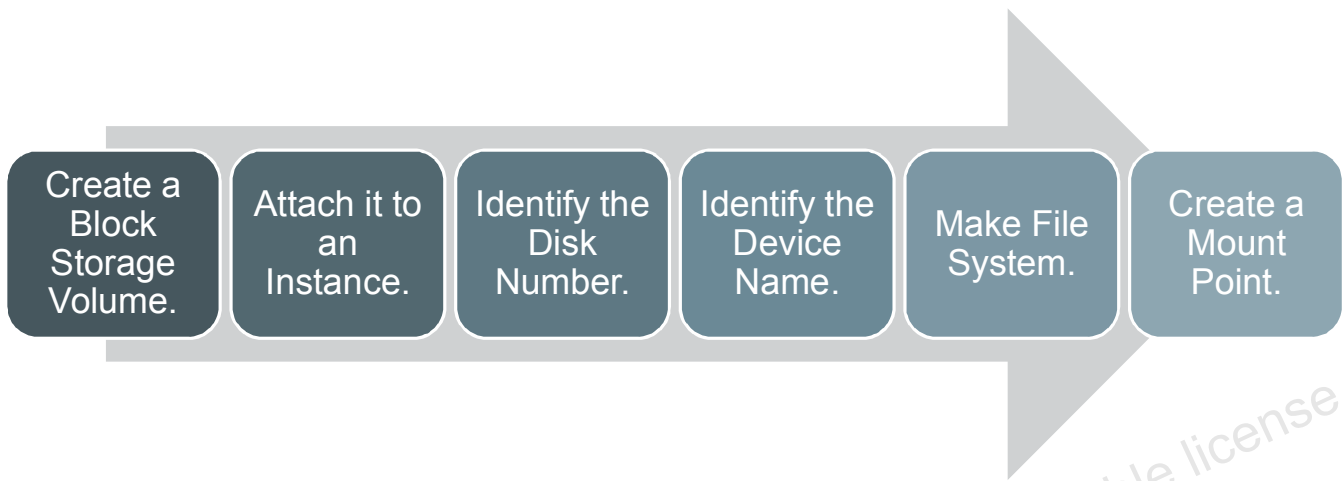 Create a
Block
Storage
Volume.
Attach it to
an
Instance.
Identify the
Disk
Number.
Identify the
Device
Name.
Make File
System.
Create a
Mount
Point.
license